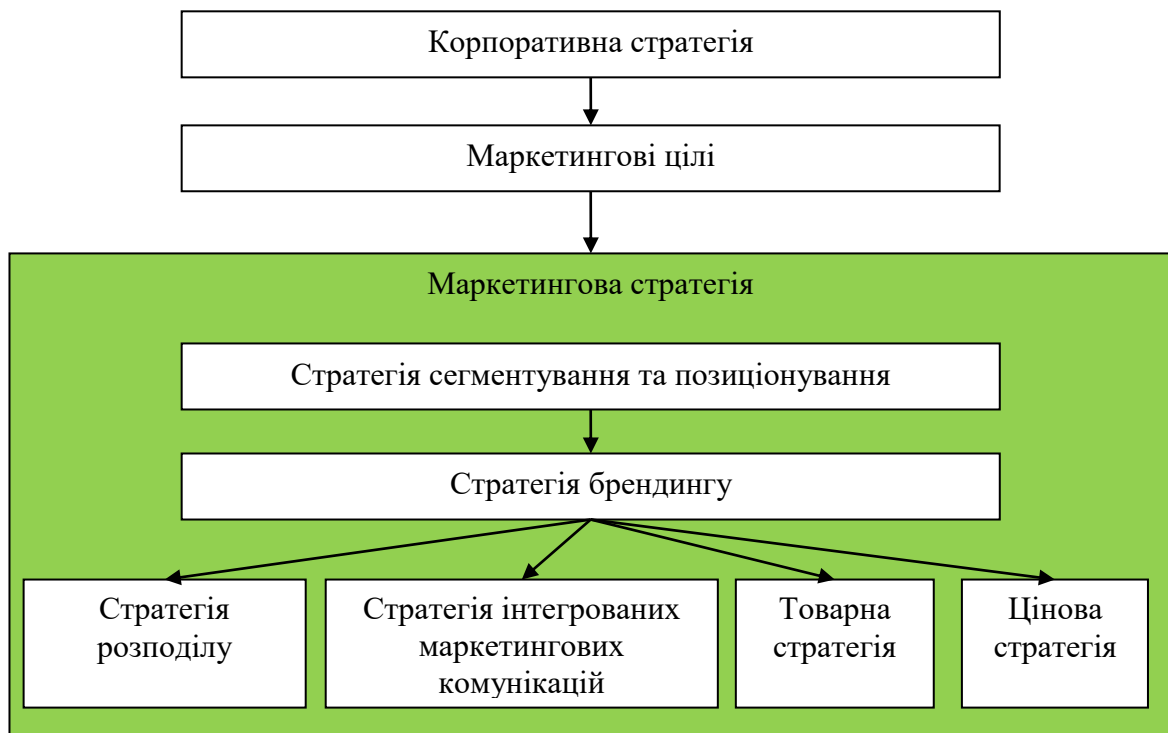 Корпоративна стратегія
Маркетингові цілі
Маркетингова стратегія
Стратегія сегментування та позиціонування
Стратегія брендингу
Стратегія
розподілу
Стратегія інтегрованих
маркетингових
комунікацій
Товарна
стратегія
Цінова
стратегія